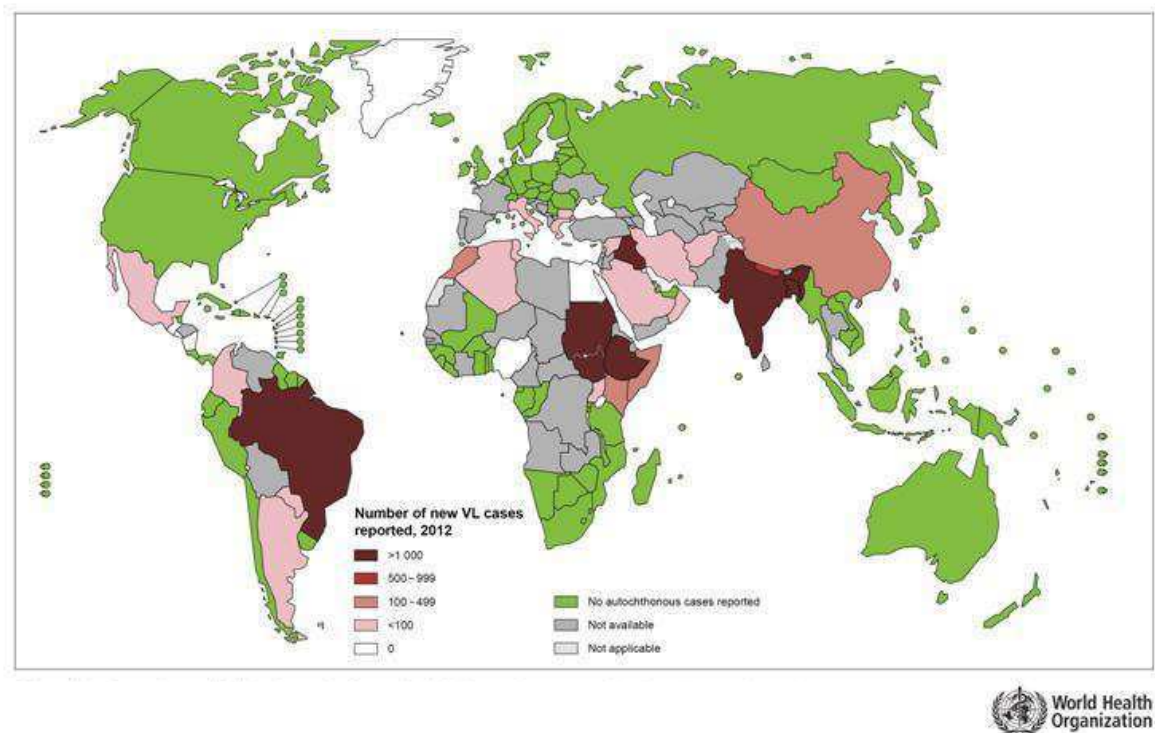 Number of new VL cases
reported, 2012
>1 000
500–999
100–499
<100
0
No autochthonous cases reported
Not available
Not applicable
World Health
Organization